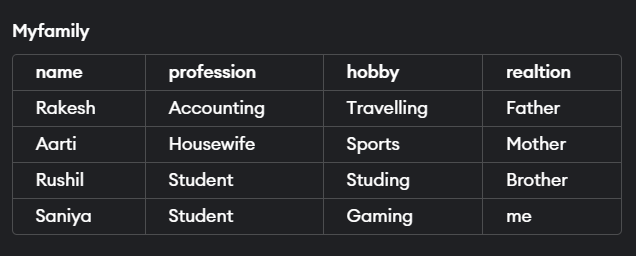 Myfamily
name profession hobby realtion
Rakesh Accounting Travelling Father
Aarti Housewife Sports Mother
Rushil Student Studing Brother
Saniya Student Gaming me